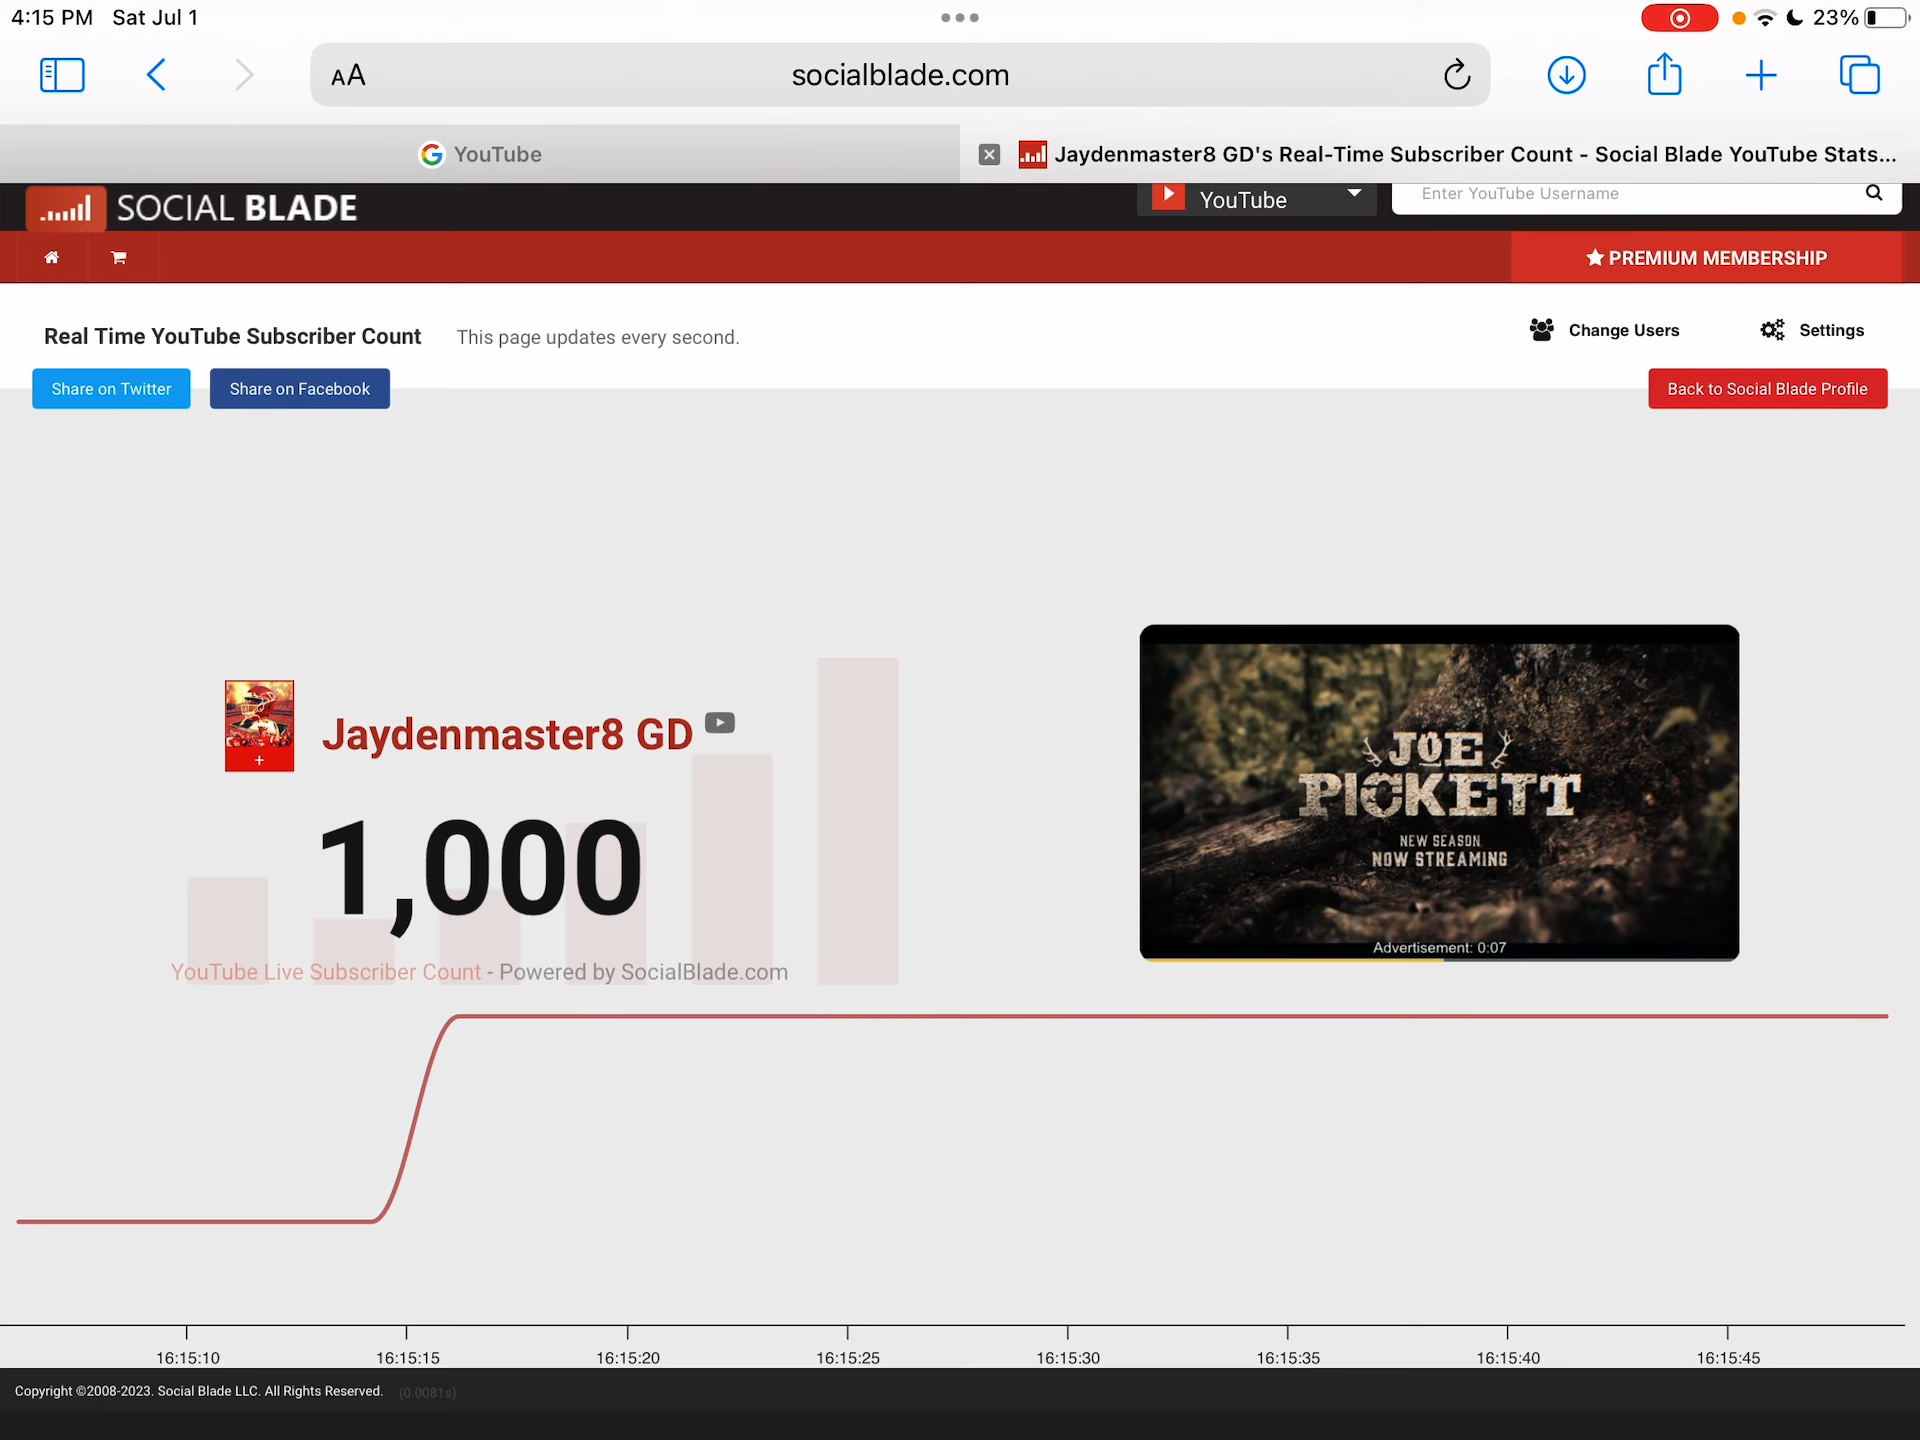 4:15 PM Sat Jul 1
23%
AA
socialblade.com
YouTube
Jaydenmaster8 GD's Real-Time Subscriber Count - Social Blade YouTube Stats...
SOCIAL BLADE
YouTube
Enter YouTube Username
PREMIUM MEMBERSHIP
Real Time YouTube Subscriber Count
This page updates every second.
Change Users
Settings
Share on Twitter
Share on Facebook
Back to Social Blade Profile
Jaydenmaster8 GD
+
1,000
YouTube Live Subscriber Count - Powered by SocialBlade.com
JOE
PICKETT
NEW SEASON
NOW STREAMING
Advertisement: 0:07
16:15:10
16:15:15
16:15:20
16:15:25
16:15:30
16:15:35
16:15:40
16:15:45
Copyright ©2008-2023. Social Blade LLC. All Rights Reserved.
(0.0081s)